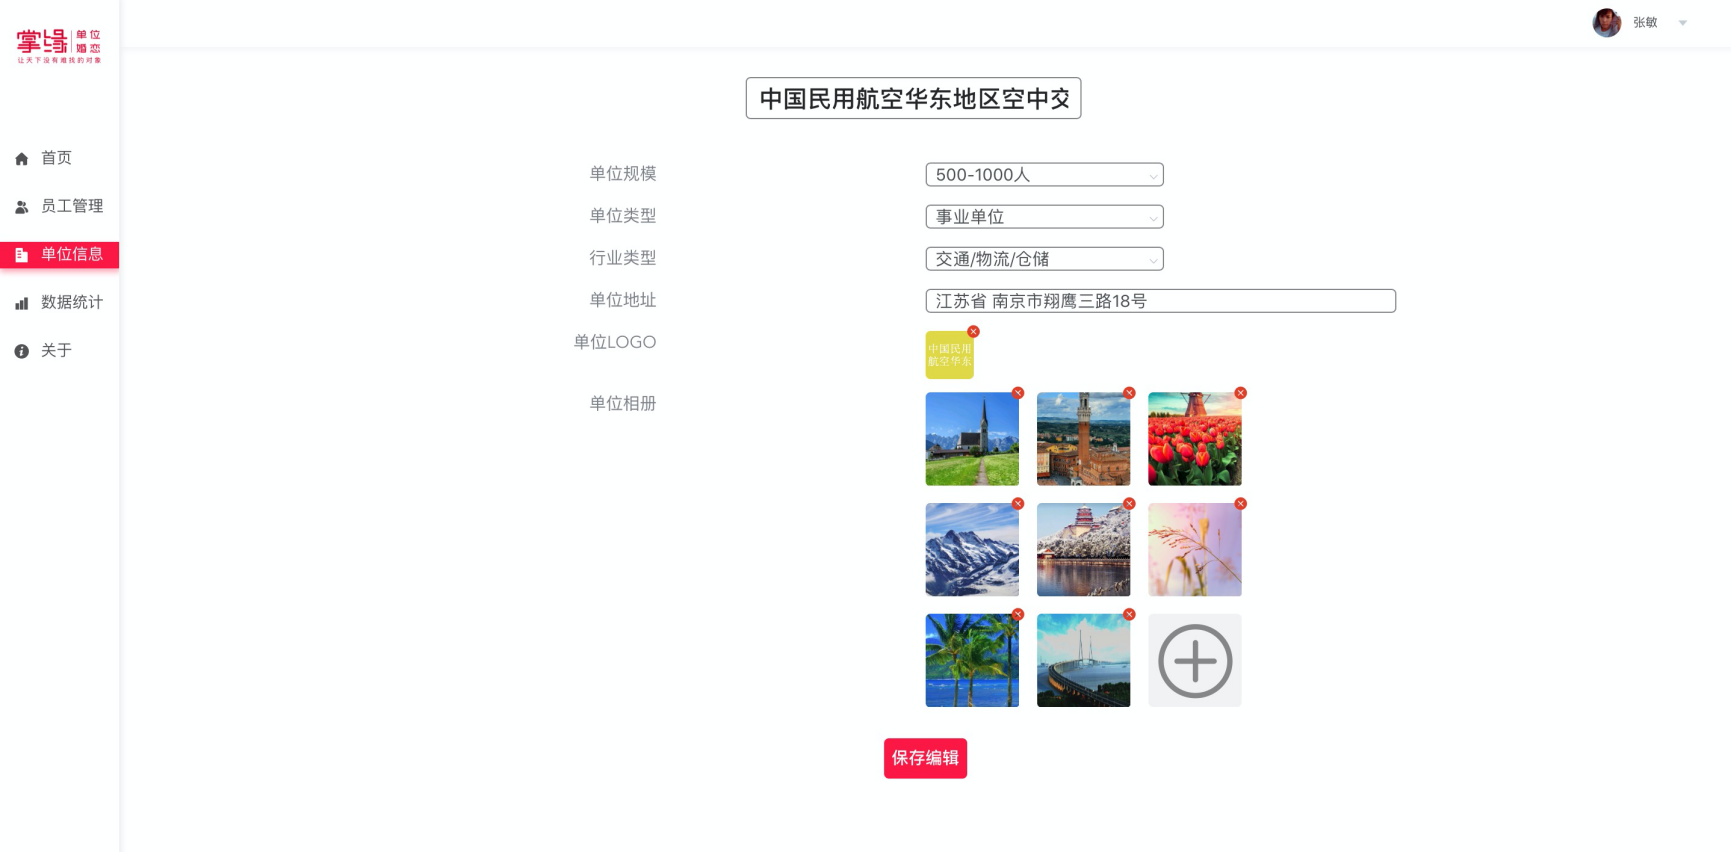 掌缘
单位
婚恋
让天下没有难找的对象
张敏
首页
员工管理
单位信息
数据统计
关于
中国民用航空华东地区空中交
单位规模
500-1000人
单位类型
事业单位
行业类型
交通/物流/仓储
单位地址
江苏省 南京市翔鹰三路18号
单位LOGO
中国民用
航空华东
单位相册
保存编辑